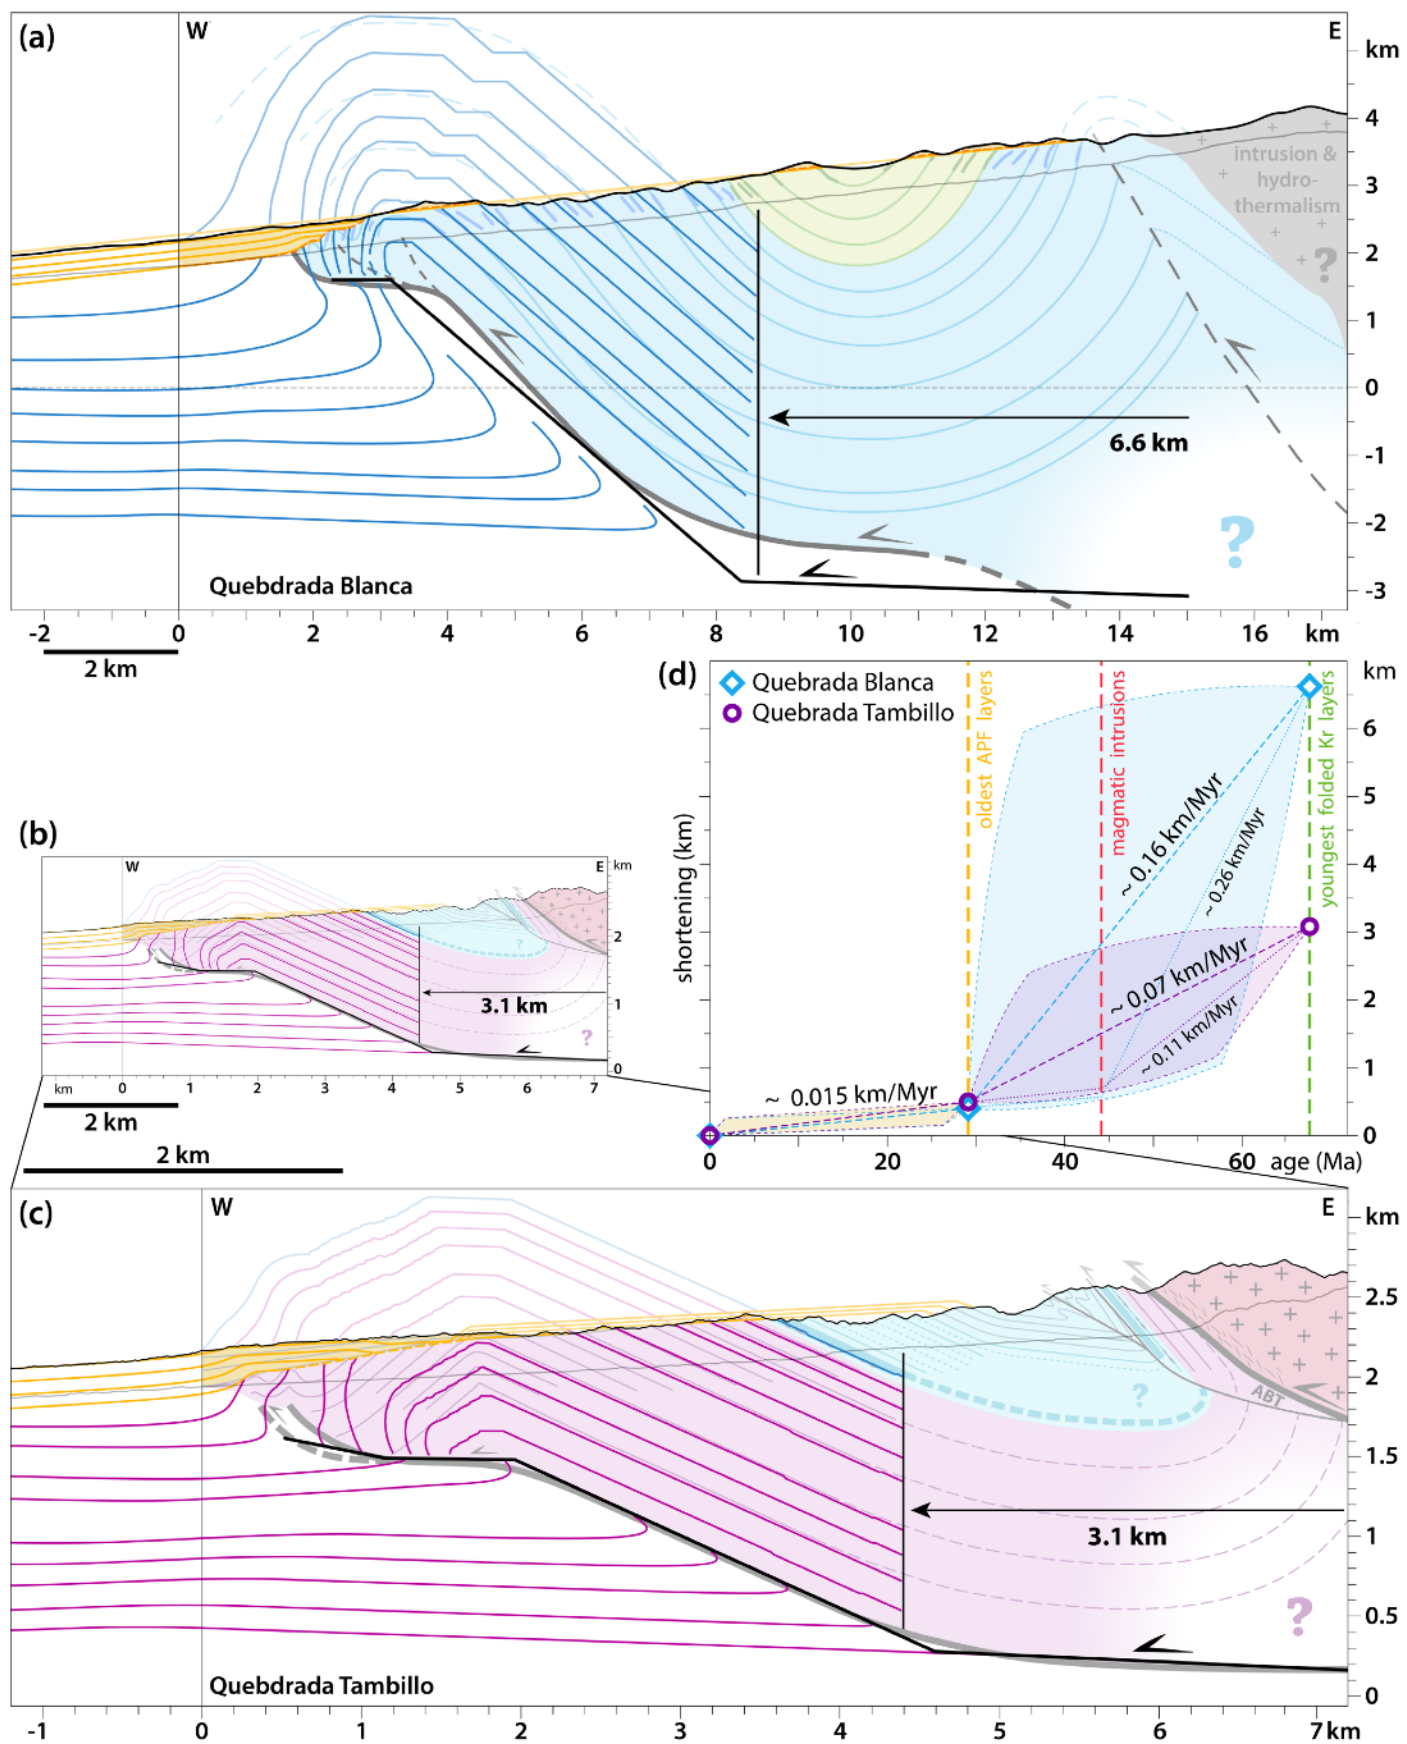 (a)
W
E
km
4
3
2
1
0
-1
-2
-3
intrusion &
hydro-
thermalism
?
6.6 km
?
Quebdrada Blanca
-2 0 2 4 6 8 10 12 14 16 km
2 km
(b)
W
E
km
2
1
0
3.1 km
?
?
km 0 1 2 3 4 5 6 7
2 km
2 km
(d)
Quebrada Blanca
Quebrada Tambillo
oldest APF layers
magmatic intrusions
youngest folded Kr layers
km
6
5
4
3
2
1
0
shortening (km)
~ 0.16 km/Myr
~ 0.26 km/Myr
~ 0.07 km/Myr
~ 0.11 km/Myr
~ 0.015 km/Myr
0 20 40 60 age (Ma)
(c)
W
E
km
2.5
2
1.5
1
0.5
0
?
ABT
3.1 km
?
Quebdrada Tambillo
-1 0 1 2 3 4 5 6 7 km